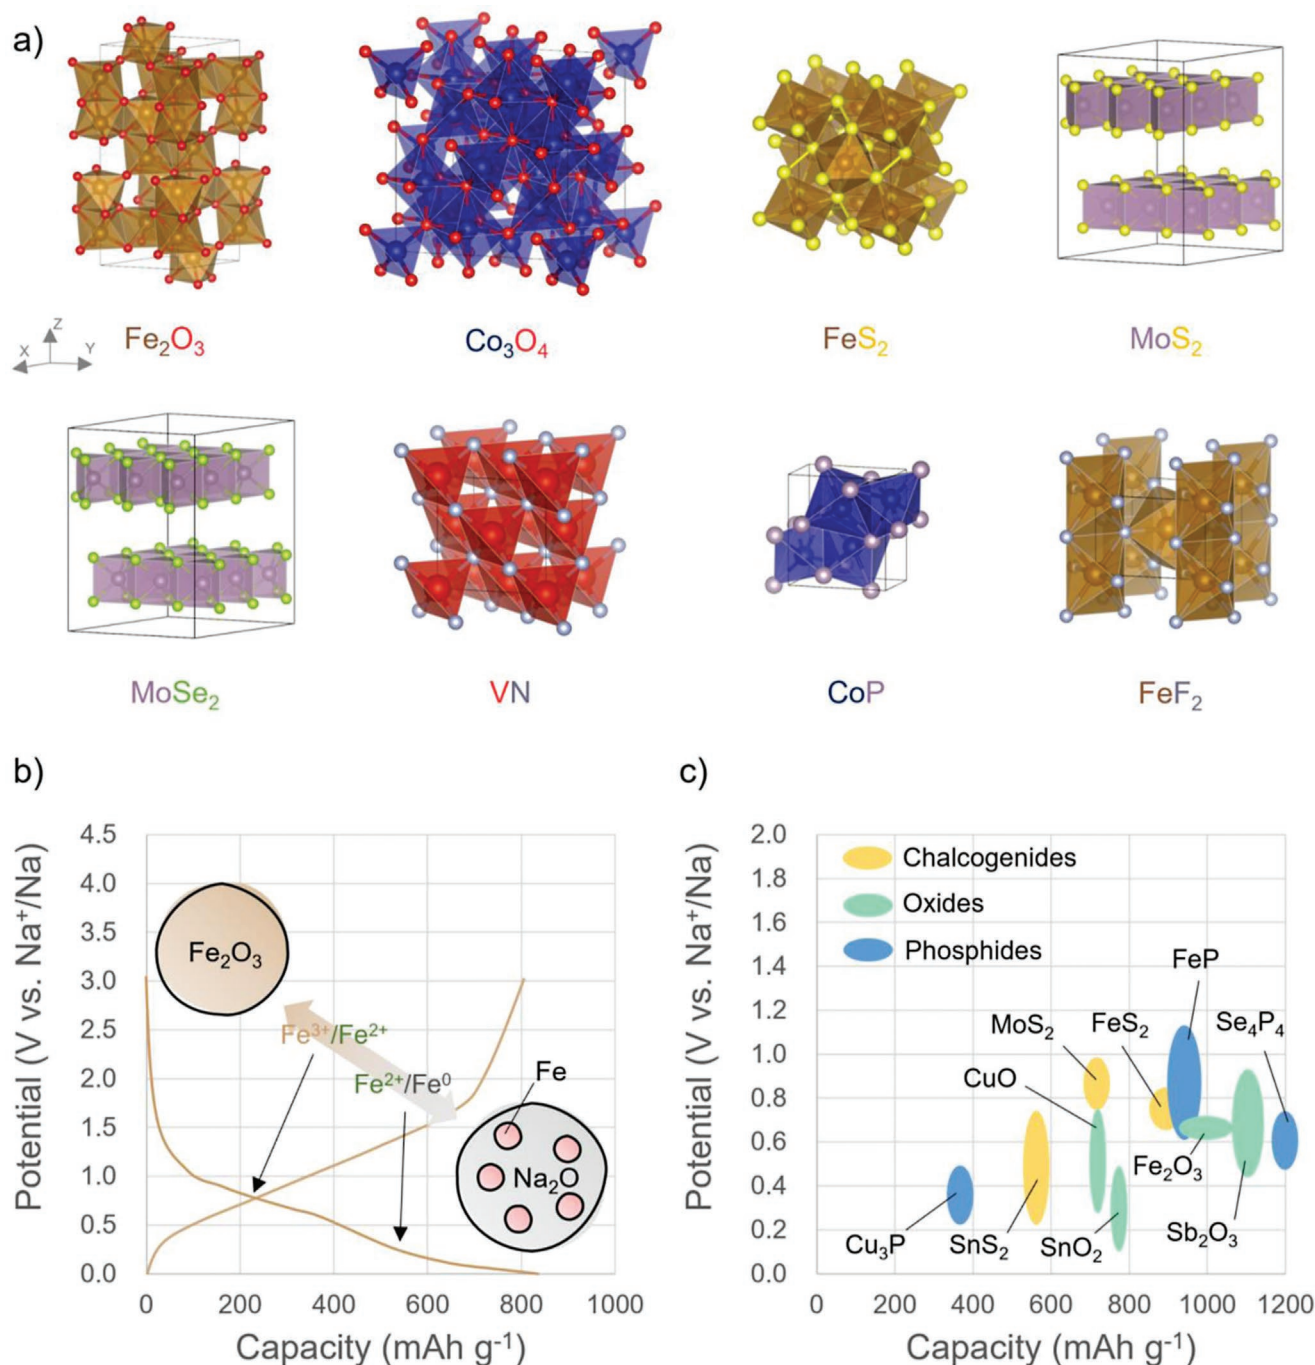 a)
Fe₂O₃
Co₃O₄
FeS₂
MoS₂
Z
X
Y
MoSe₂
VN
CoP
FeF₂
b)
c)
Potential (V vs. Na⁺/Na)
4.5
4.0
3.5
3.0
2.5
2.0
1.5
1.0
0.5
0.0
Fe₂O₃
Fe³⁺/Fe²⁺
Fe²⁺/Fe⁰
Fe
Na₂O
0
200
400
600
800
1000
Capacity (mAh g⁻¹)
Potential (V vs. Na⁺/Na)
2.0
1.8
1.6
1.4
1.2
1.0
0.8
0.6
0.4
0.2
0.0
Chalcogenides
Oxides
Phosphides
FeP
MoS₂
FeS₂
Se₄P₄
CuO
Fe₂O₃
Sb₂O₃
Cu₃P
SnS₂
SnO₂
0
200
400
600
800
1000
1200
Capacity (mAh g⁻¹)